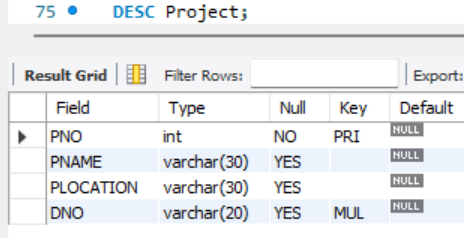 75 DESC Project;
Result Grid Filter Rows: Export:
Field Type Null Key Default
PNO int NO PRI NULL
PNAME varchar(30) YES NULL
PLOCATION varchar(30) YES NULL
DNO varchar(20) YES MUL NULL